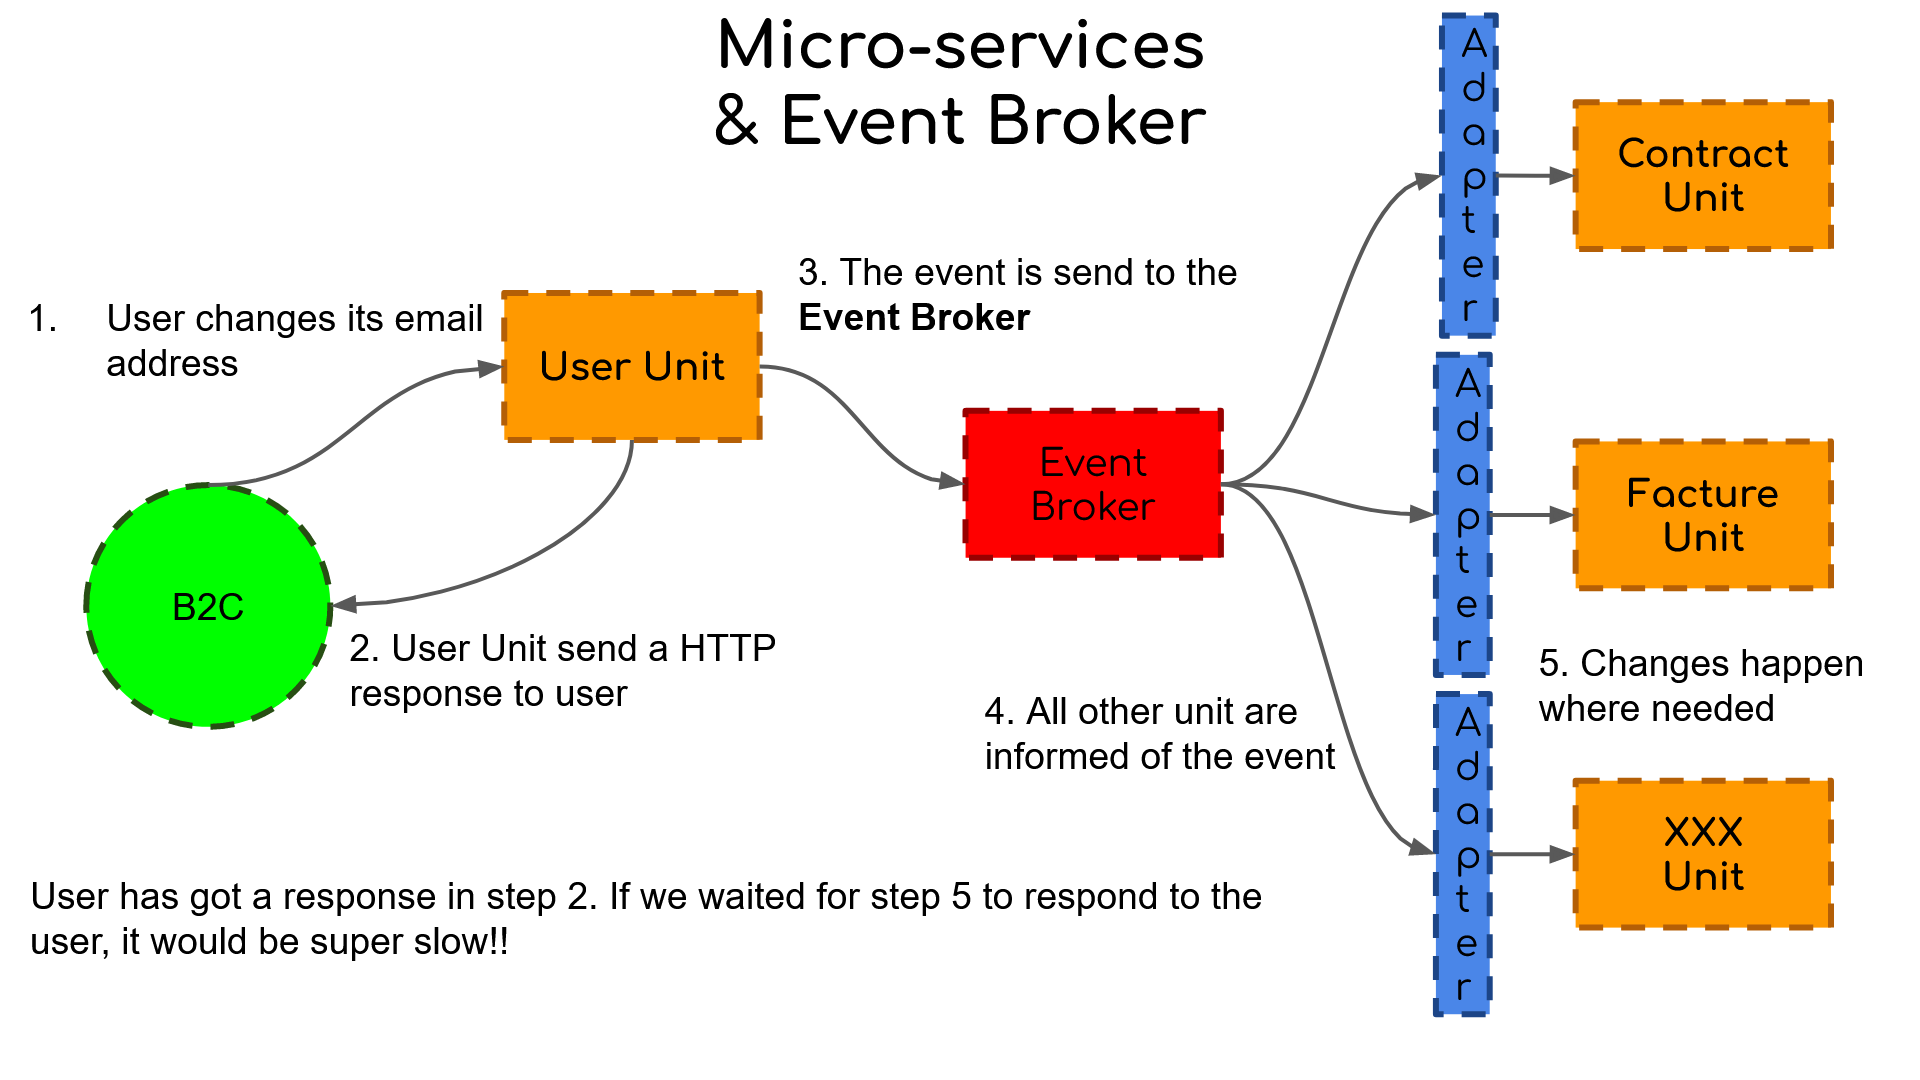 Micro-services
& Event Broker
1. User changes its email
address
User Unit
3. The event is send to the
Event Broker
B2C
2. User Unit send a HTTP
response to user
Event
Broker
4. All other unit are
informed of the event
Adapter
Contract
Unit
Adapter
Facture
Unit
5. Changes happen
where needed
Adapter
XXX
Unit
User has got a response in step 2. If we waited for step 5 to respond to the
user, it would be super slow!!